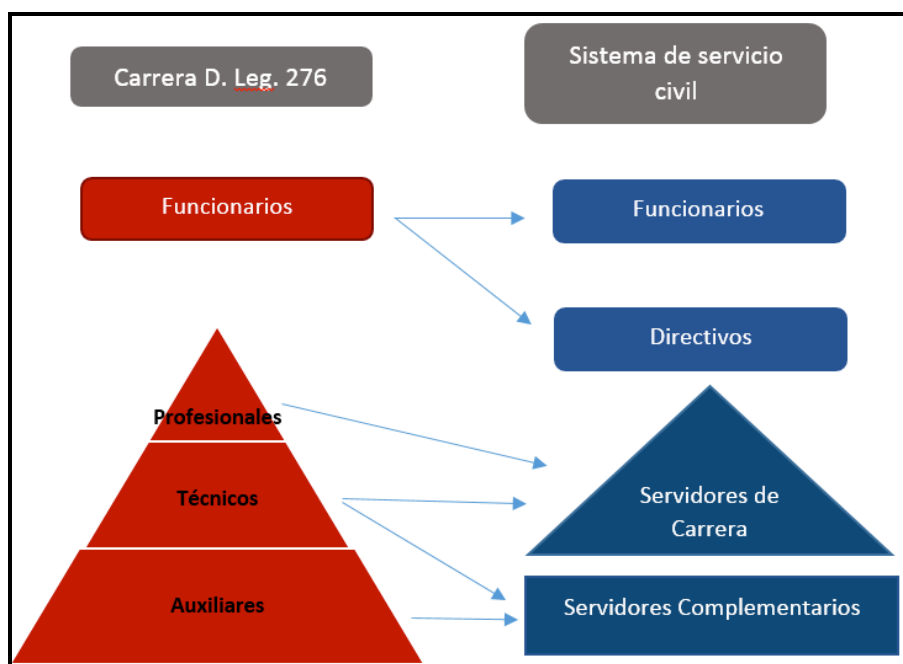 Carrera D. Leg. 276
Sistema de servicio
civil
Funcionarios
Funcionarios
Directivos
Profesionales
Técnicos
Servidores de
Carrera
Auxiliares
Servidores Complementarios